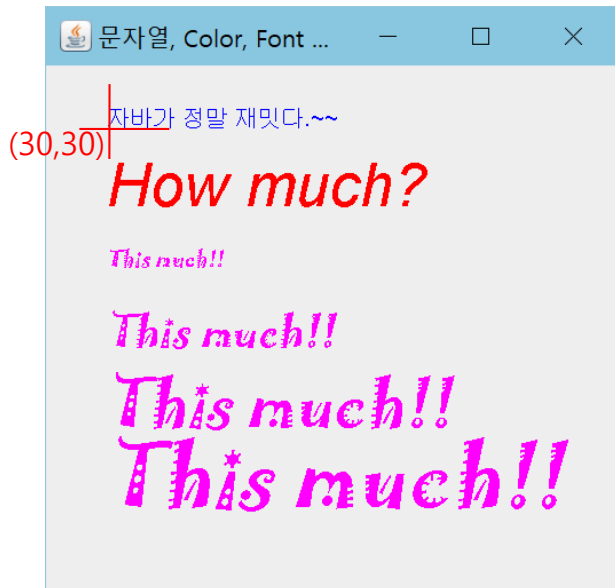 문자열, Color, Font ...
자바가 정말 재밋다.~~
(30,30)
How much?
This much!!
This much!!
This much!!
This much!!